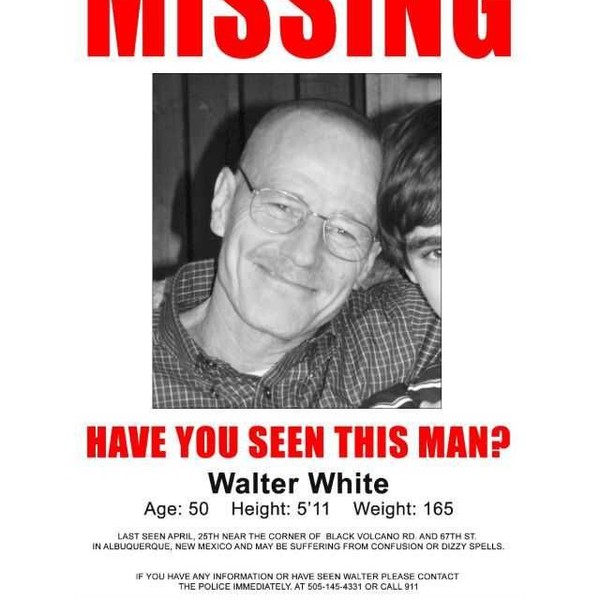 MISSING
HAVE YOU SEEN THIS MAN?
Walter White
Age: 50 Height: 5'11 Weight: 165
LAST SEEN APRIL, 25TH NEAR THE CORNER OF BLACK VOLCANO RD. AND 67TH ST.
IN ALBUQUERQUE, NEW MEXICO AND MAY BE SUFFERING FROM CONFUSION OR DIZZY SPELLS.
IF YOU HAVE ANY INFORMATION OR HAVE SEEN WALTER PLEASE CONTACT
THE POLICE IMMEDIATELY. AT 505-145-4331 OR CALL 911